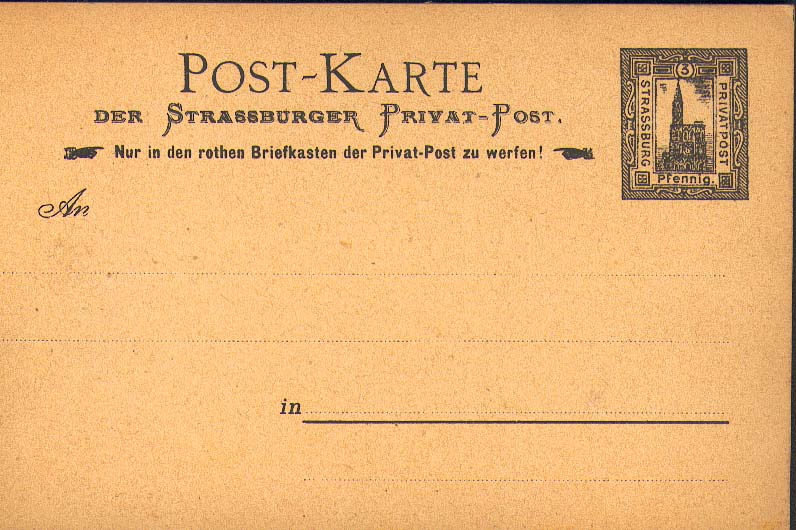 POST-KARTE
DER STRASSBURGER PRIVAT-POST.
Nur in den rothen Briefkasten der Privat-Post zu werfen!
3
STRASSBURG
PRIVATPOST
Pfennig.
An
in